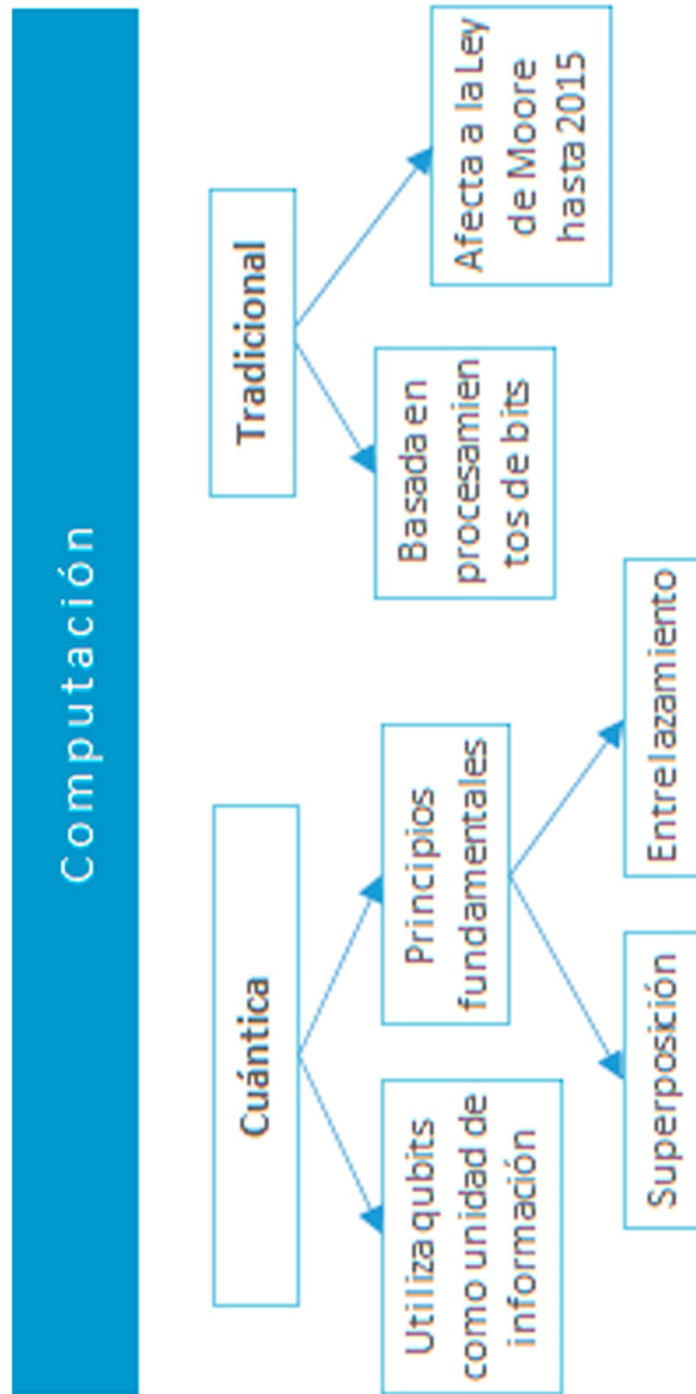 Computación
Cuántica
Tradicional
Utiliza qubits
como unidad de
información
Principios
fundamentales
Basada en
procesamien
tos de bits
Afecta a la Ley
de Moore
hasta 2015
Superposición
Entrelazamiento